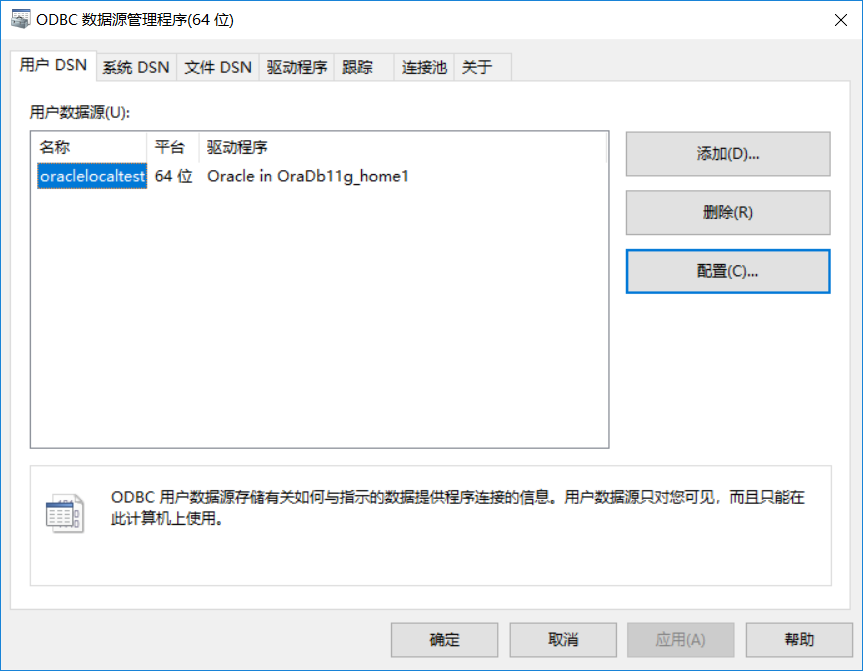 ODBC 数据源管理程序(64 位)
用户 DSN 系统 DSN 文件 DSN 驱动程序 跟踪 连接池 关于
用户数据源(U):
名称 平台 驱动程序
oraclelocaltest 64 位 Oracle in OraDb11g_home1
添加(D)...
删除(R)
配置(C)...
ODBC 用户数据源存储有关如何与指示的数据提供程序连接的信息。用户数据源只对您可见，而且只能在
此计算机上使用。
确定 取消 应用(A) 帮助